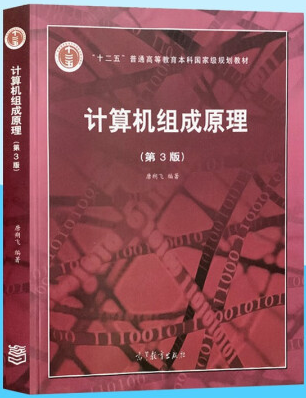 "十二五"普通高等教育本科国家级规划教材
计算机组成原理
(第3版)
唐朔飞 编著
高等教育出版社
计算机组成原理
(第3版)
唐朔飞 编著